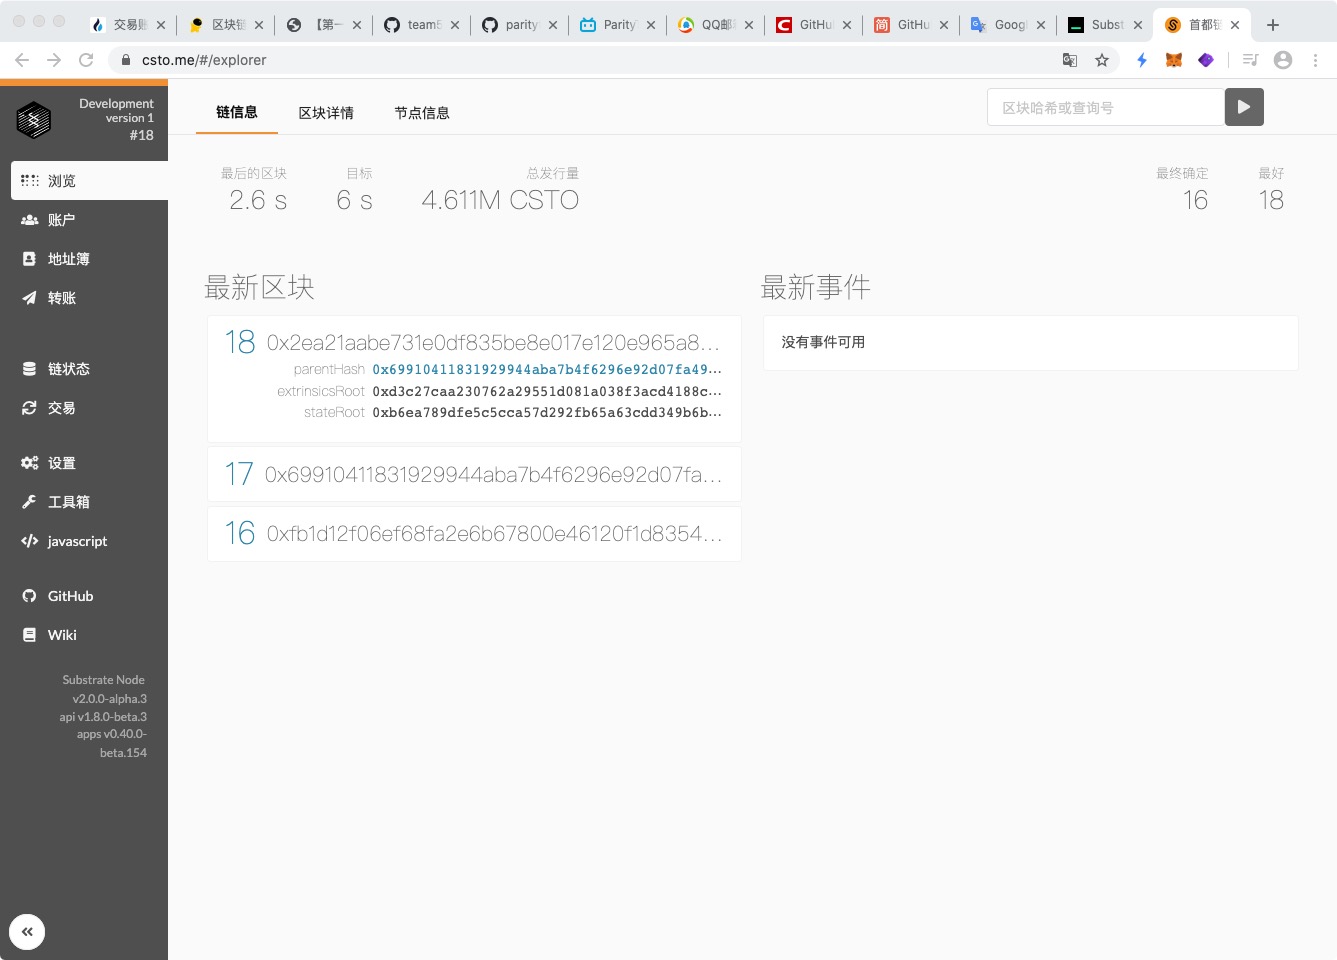 交易账
区块链
【第一
team5
parity
Parity
QQ邮箱
GitHu
GitHu
Googl
Subst
首都链
csto.me/#/explorer
Development
version 1
#18
浏览
账户
地址簿
转账
链状态
交易
设置
工具箱
javascript
GitHub
Wiki
Substrate Node
v2.0.0-alpha.3
api v1.8.0-beta.3
apps v0.40.0-
beta.154
链信息 区块详情 节点信息
区块哈希或查询号
最后的区块 目标 总发行量 最终确定 最好
2.6 s 6 s 4.611M CSTO 16 18
最新区块
18 0x2ea21aabe731e0df835be8e017e120e965a8...
parentHash 0x69910411831929944aba7b4f6296e92d07fa49...
extrinsicsRoot 0xd3c27caa230762a29551d081a038f3acd4188c...
stateRoot 0xb6ea789dfe5c5cca57d292fb65a63cdd349b6b...
17 0x69910411831929944aba7b4f6296e92d07fa...
16 0xfb1d12f06ef68fa2e6b67800e46120f1d8354...
最新事件
没有事件可用